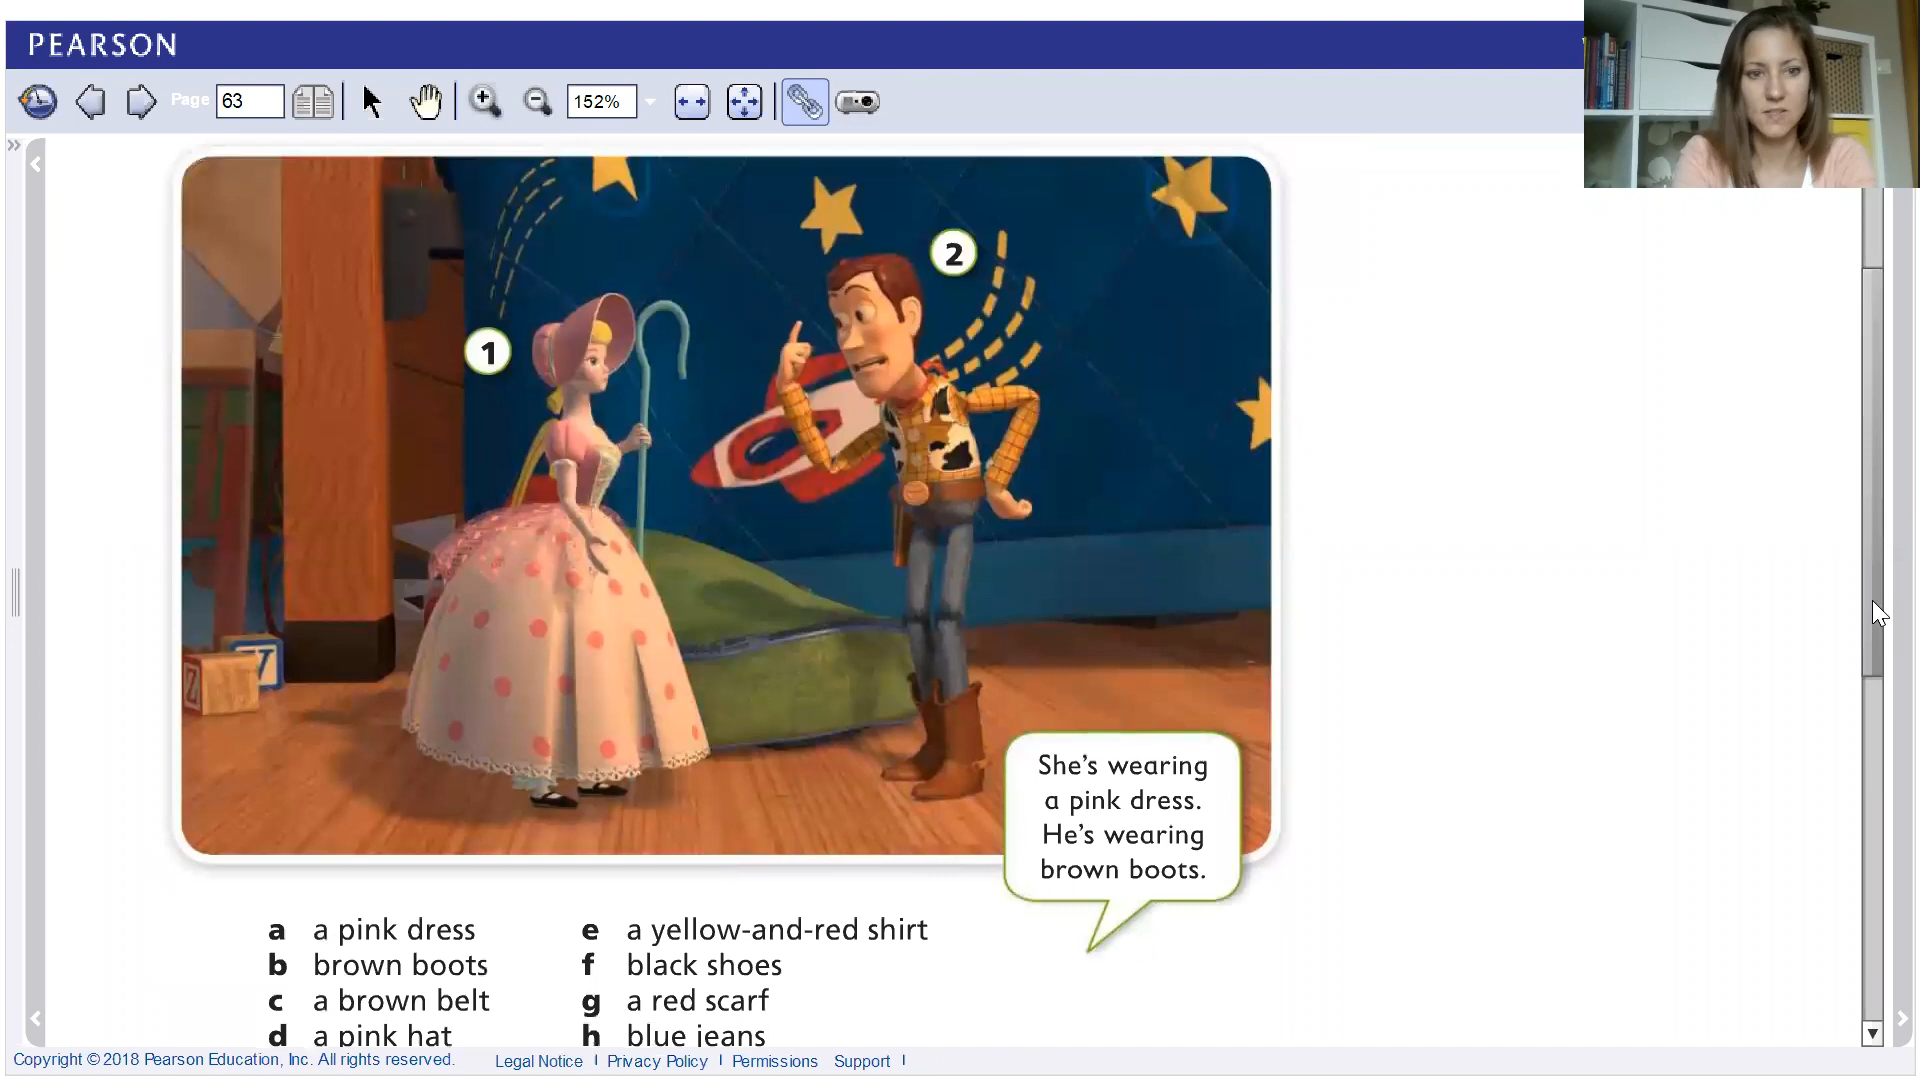 PEARSON
Page 63
152%
2
1
She's wearing
a pink dress.
He's wearing
brown boots.
a a pink dress
b brown boots
c a brown belt
d a pink hat
e a yellow-and-red shirt
f black shoes
g a red scarf
h blue jeans
Z
V
Copyright © 2018 Pearson Education, Inc. All rights reserved. Legal Notice | Privacy Policy | Permissions Support |